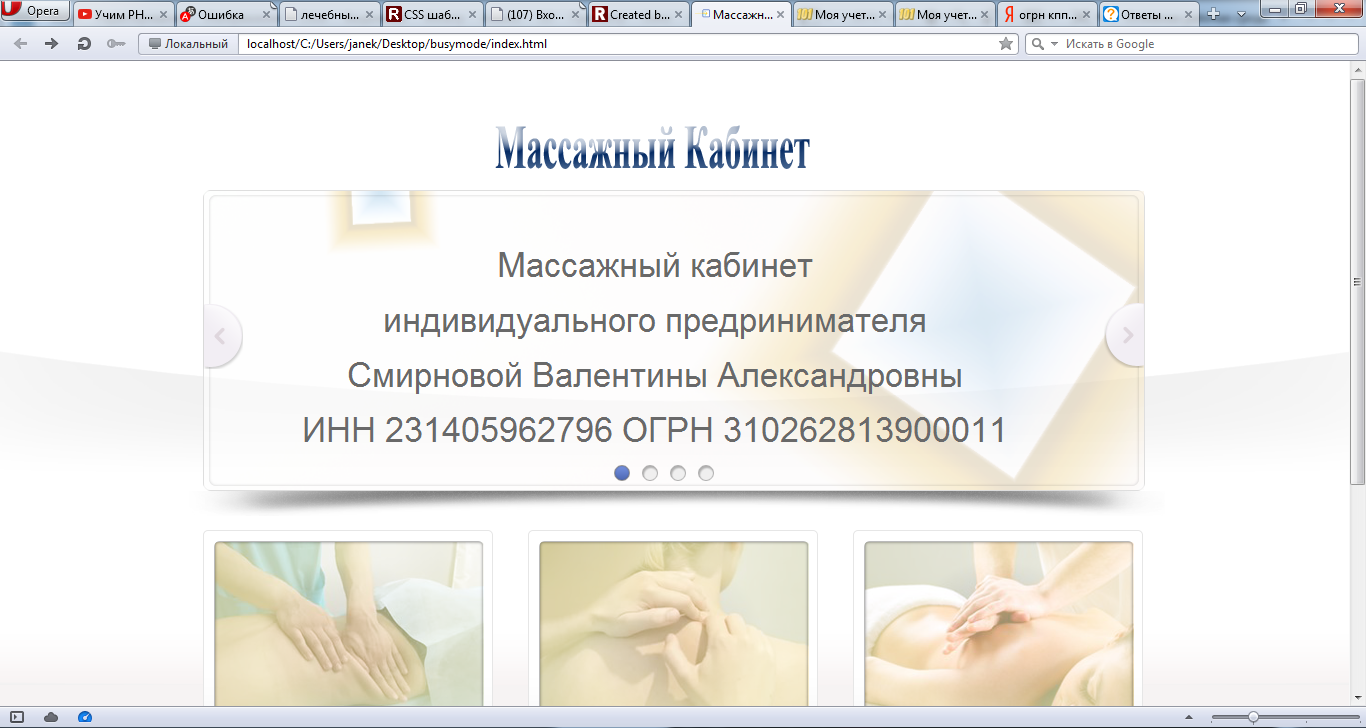 Opera
Учим PH...
Ошибка
лечебны...
CSS шаб...
(107) Вхо...
Created b...
Массажн...
Моя учет...
Моя учет...
огрн кпп...
Ответы ...
Локальный
localhost/C:/Users/janek/Desktop/busymode/index.html
Искать в Google
Массажный Кабинет
Массажный кабинет
индивидуального предринимателя
Смирновой Валентины Александровны
ИНН 231405962796 ОГРН 310262813900011